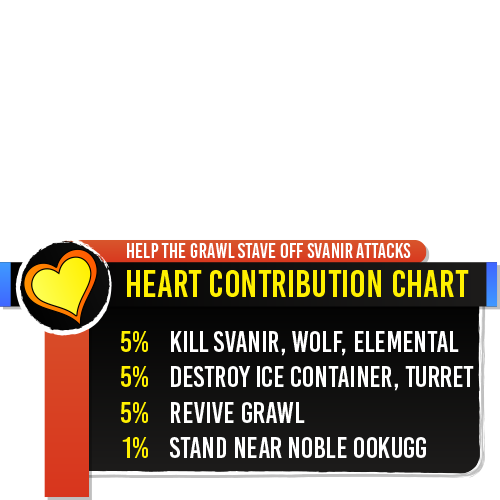 HELP THE GRAWL STAVE OFF SVANIR ATTACKS
HEART CONTRIBUTION CHART
5% KILL SVANIR, WOLF, ELEMENTAL
5% DESTROY ICE CONTAINER, TURRET
5% REVIVE GRAWL
1% STAND NEAR NOBLE OOKUGG